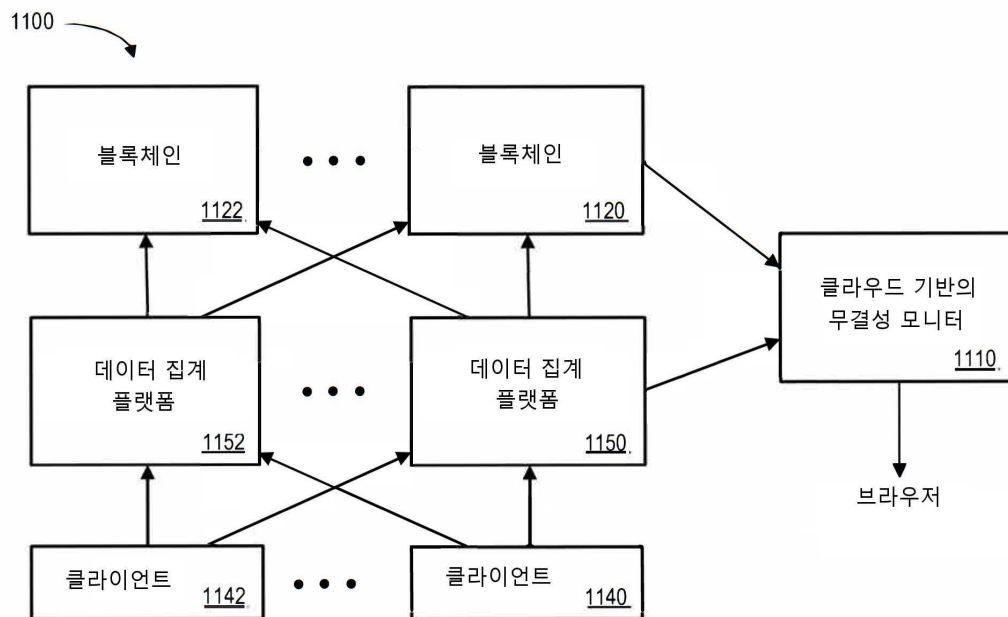 1100
블록체인
1122
블록체인
1120
클라우드 기반의
무결성 모니터
1110
데이터 집계
플랫폼
1152
데이터 집계
플랫폼
1150
브라우저
클라이언트
1142
클라이언트
1140